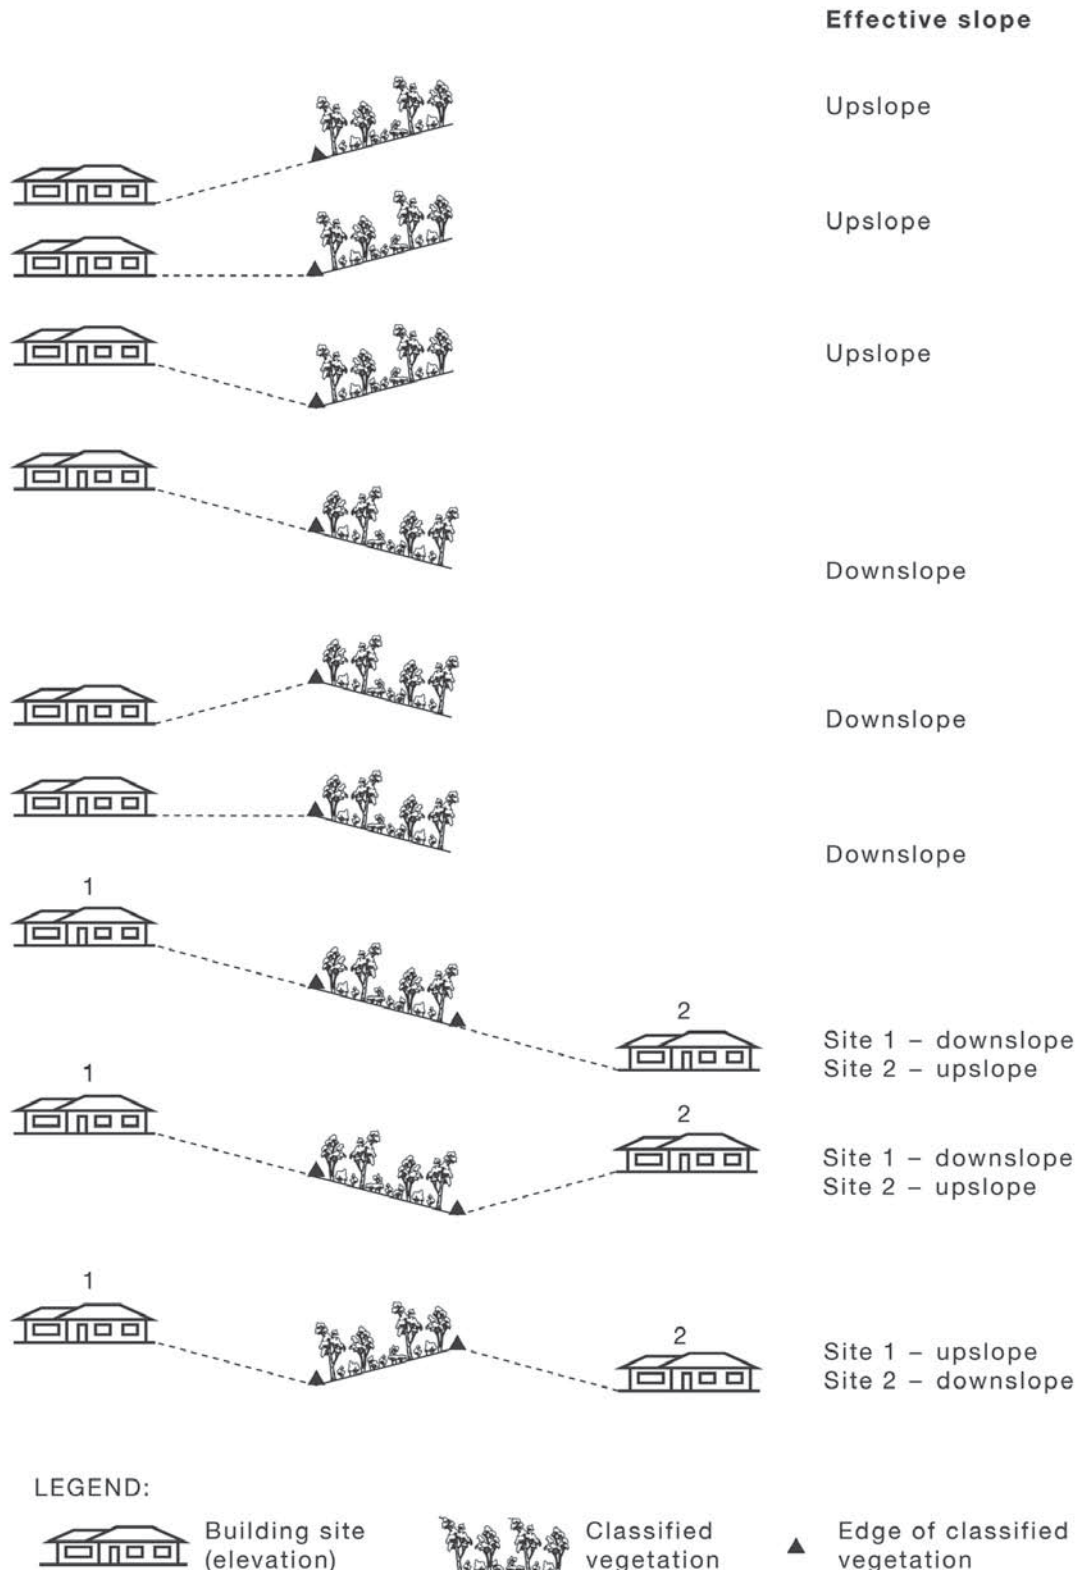 Effective slope
Upslope
Upslope
Upslope
Downslope
Downslope
Downslope
1
2
Site 1 – downslope
Site 2 – upslope
1
2
Site 1 – downslope
Site 2 – upslope
1
2
Site 1 – upslope
Site 2 – downslope
LEGEND:
Building site
(elevation)
Classified
vegetation
Edge of classified
vegetation